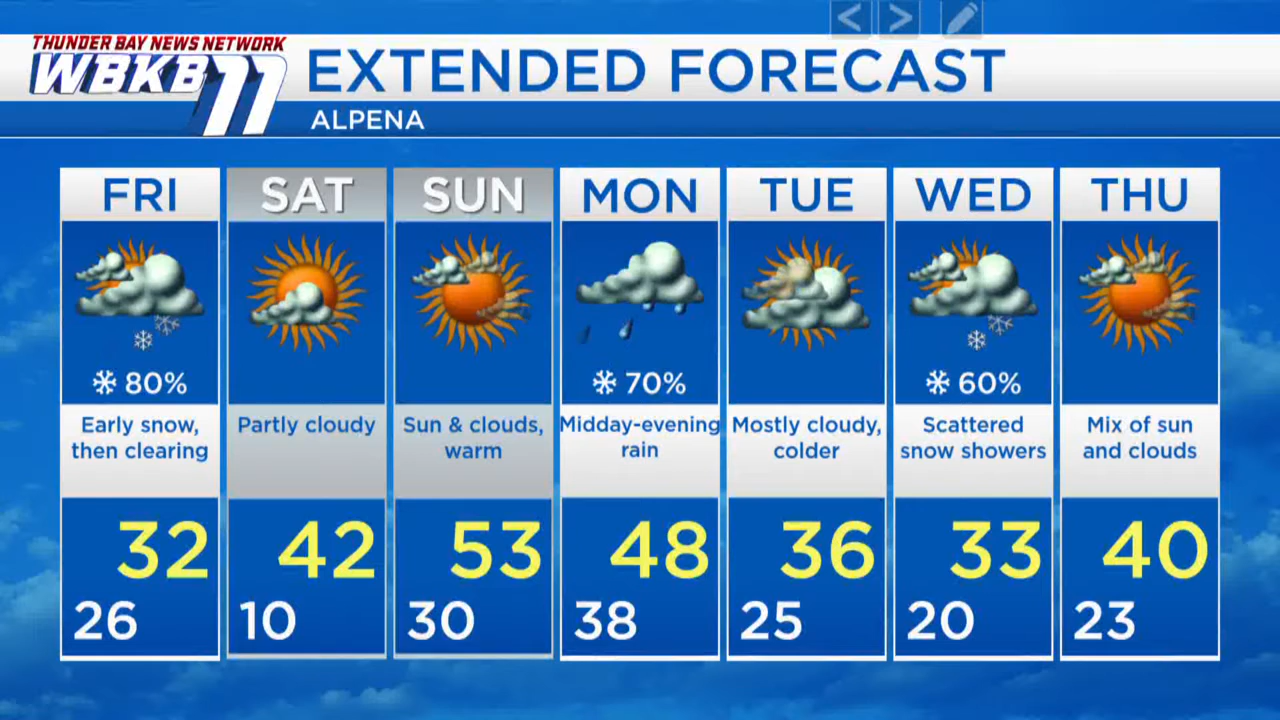 THUNDER BAY NEWS NETWORK
WBKB 11
EXTENDED FORECAST
ALPENA
FRI
80%
Early snow,
then clearing
32
26
SAT
Partly cloudy
42
10
SUN
Sun & clouds,
warm
53
30
MON
70%
Midday-evening
rain
48
38
TUE
Mostly cloudy,
colder
36
25
WED
60%
Scattered
snow showers
33
20
THU
Mix of sun
and clouds
40
23